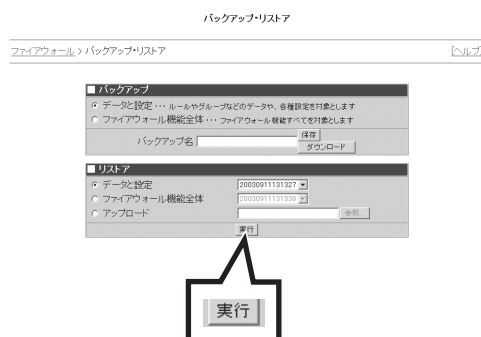 バックアップ・リストア
ファイアウォール > バックアップ・リストア [ヘルプ]
■ バックアップ
データと設定 ・・・ ルールやグループなどのデータや、各種設定を対象とします
ファイアウォール機能全体 ・・・ ファイアウォール機能すべてを対象とします
バックアップ名 保存 ダウンロード
■ リストア
データと設定 20030911131327
ファイアウォール機能全体 20030911131338
アップロード 参照...
実行
実行